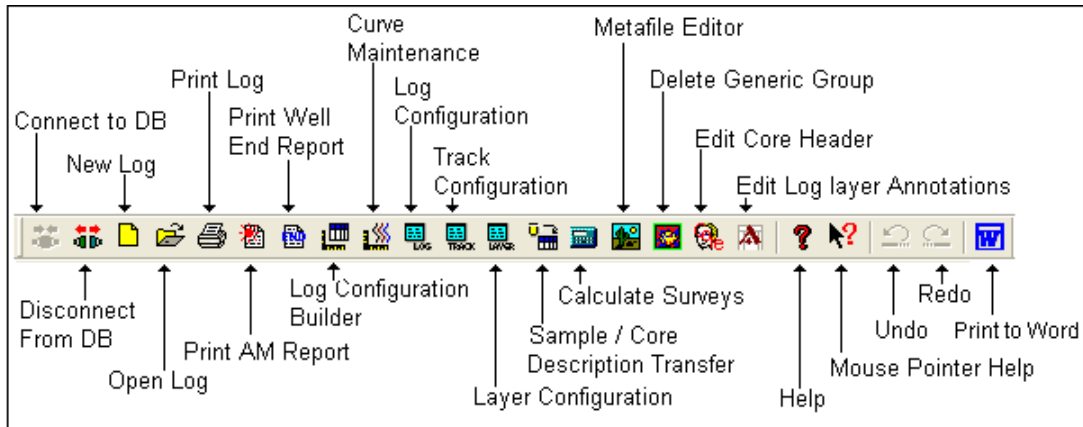 Curve
Maintenance
Metafile Editor
Print Log
Log
Configuration
Delete Generic Group
Connect to DB
Print Well
End Report
Edit Core Header
New Log
Track
Configuration
Edit Log layer Annotations
END
LOG
TRACK
LAYER
e
A
?
?
W
Disconnect
From DB
Log Configuration
Builder
Calculate Surveys
Redo
Open Log
Print AM Report
Sample / Core
Description Transfer
Undo
Print to Word
Layer Configuration
Help
Mouse Pointer Help